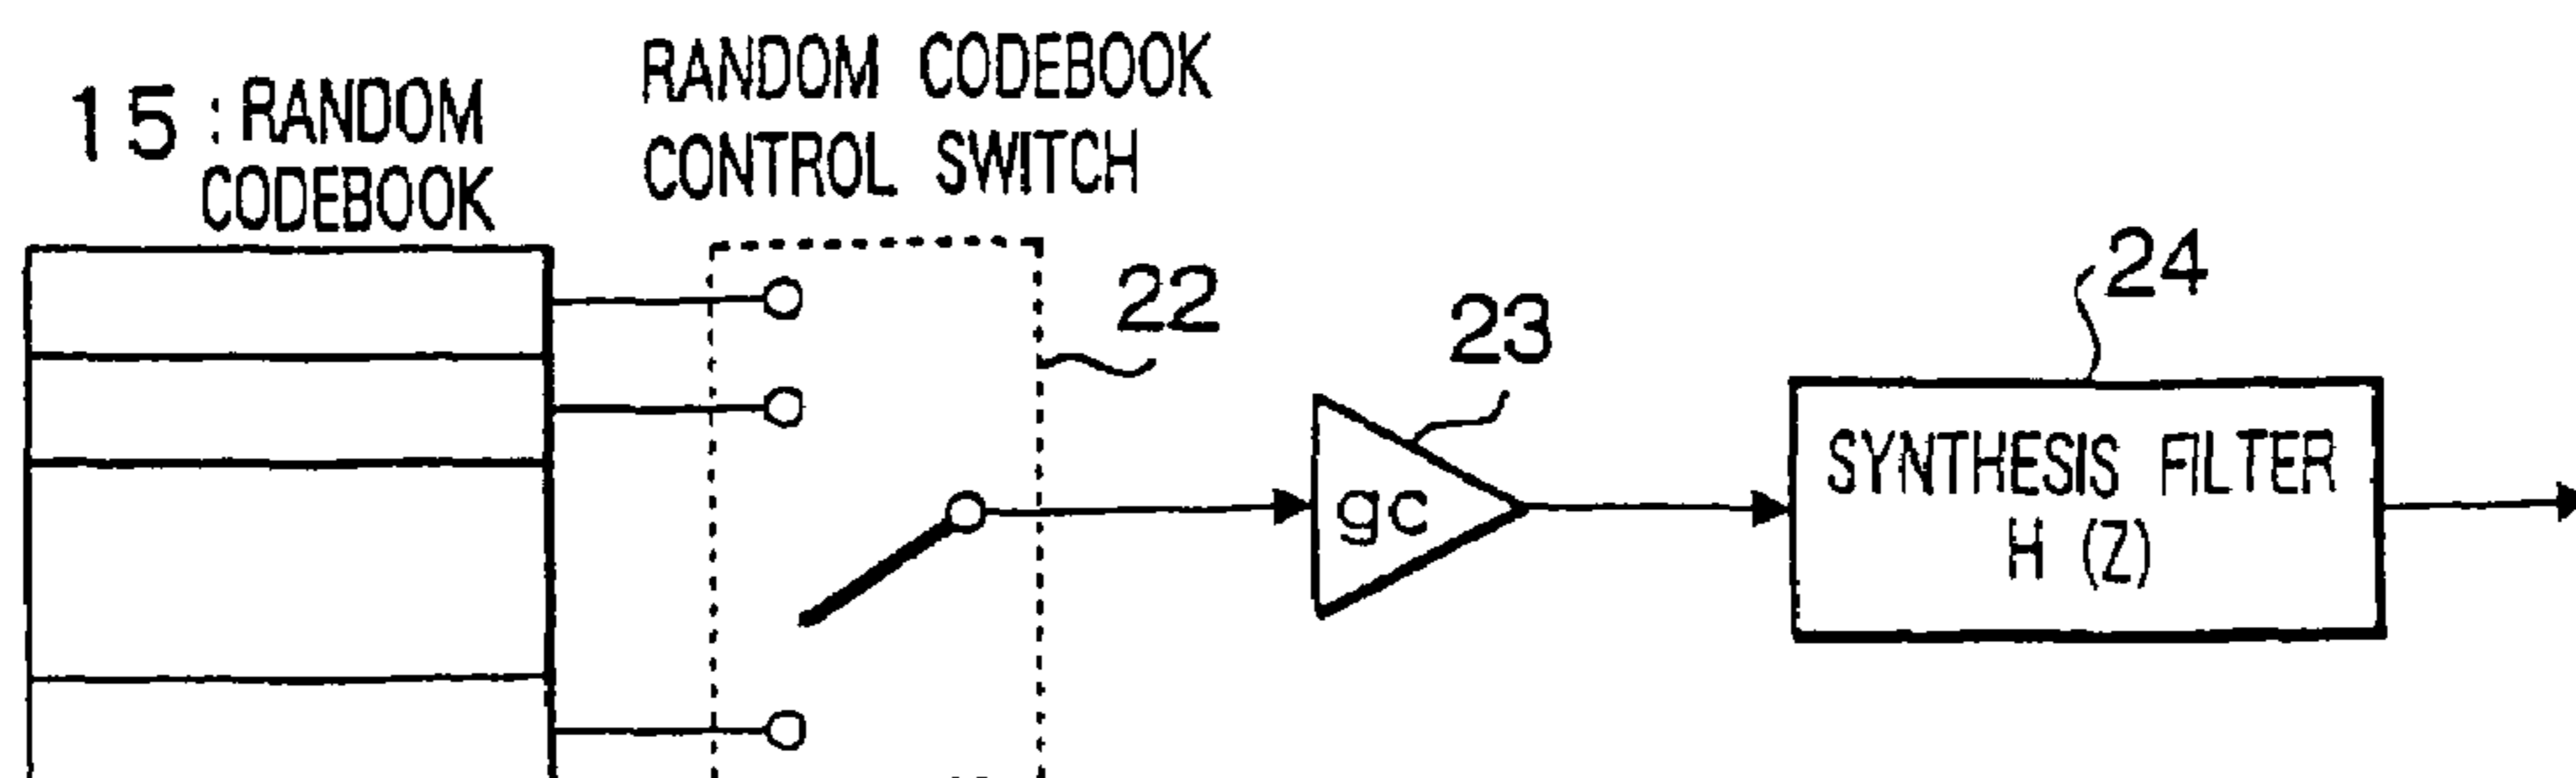 15 : RANDOM
CODEBOOK
RANDOM CODEBOOK
CONTROL SWITCH
22
23
24
gc
SYNTHESIS FILTER
H (Z)